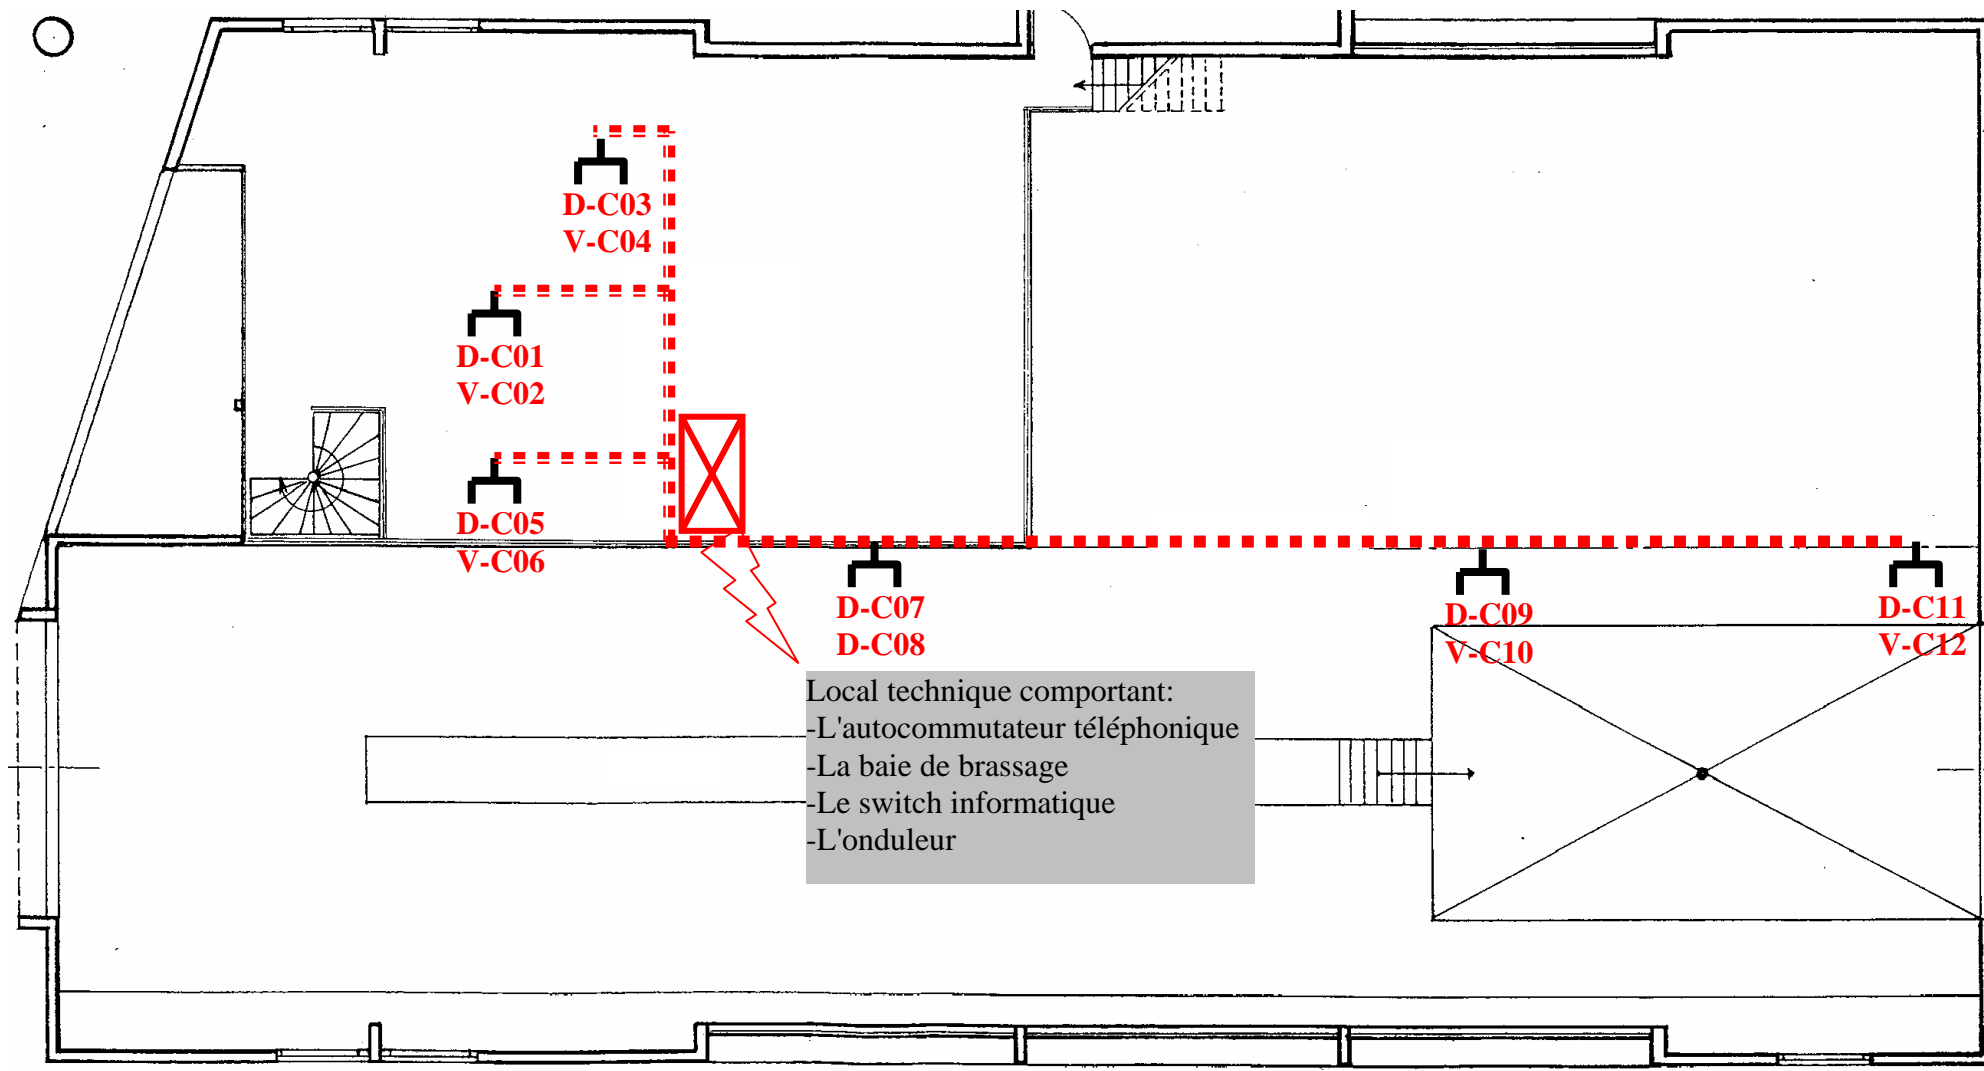 D-C03
V-C04
D-C01
V-C02
D-C05
V-C06
D-C07
D-C08
D-C09
V-C10
D-C11
V-C12
Local technique comportant:
-L'autocommutateur téléphonique
-La baie de brassage
-Le switch informatique
-L'onduleur